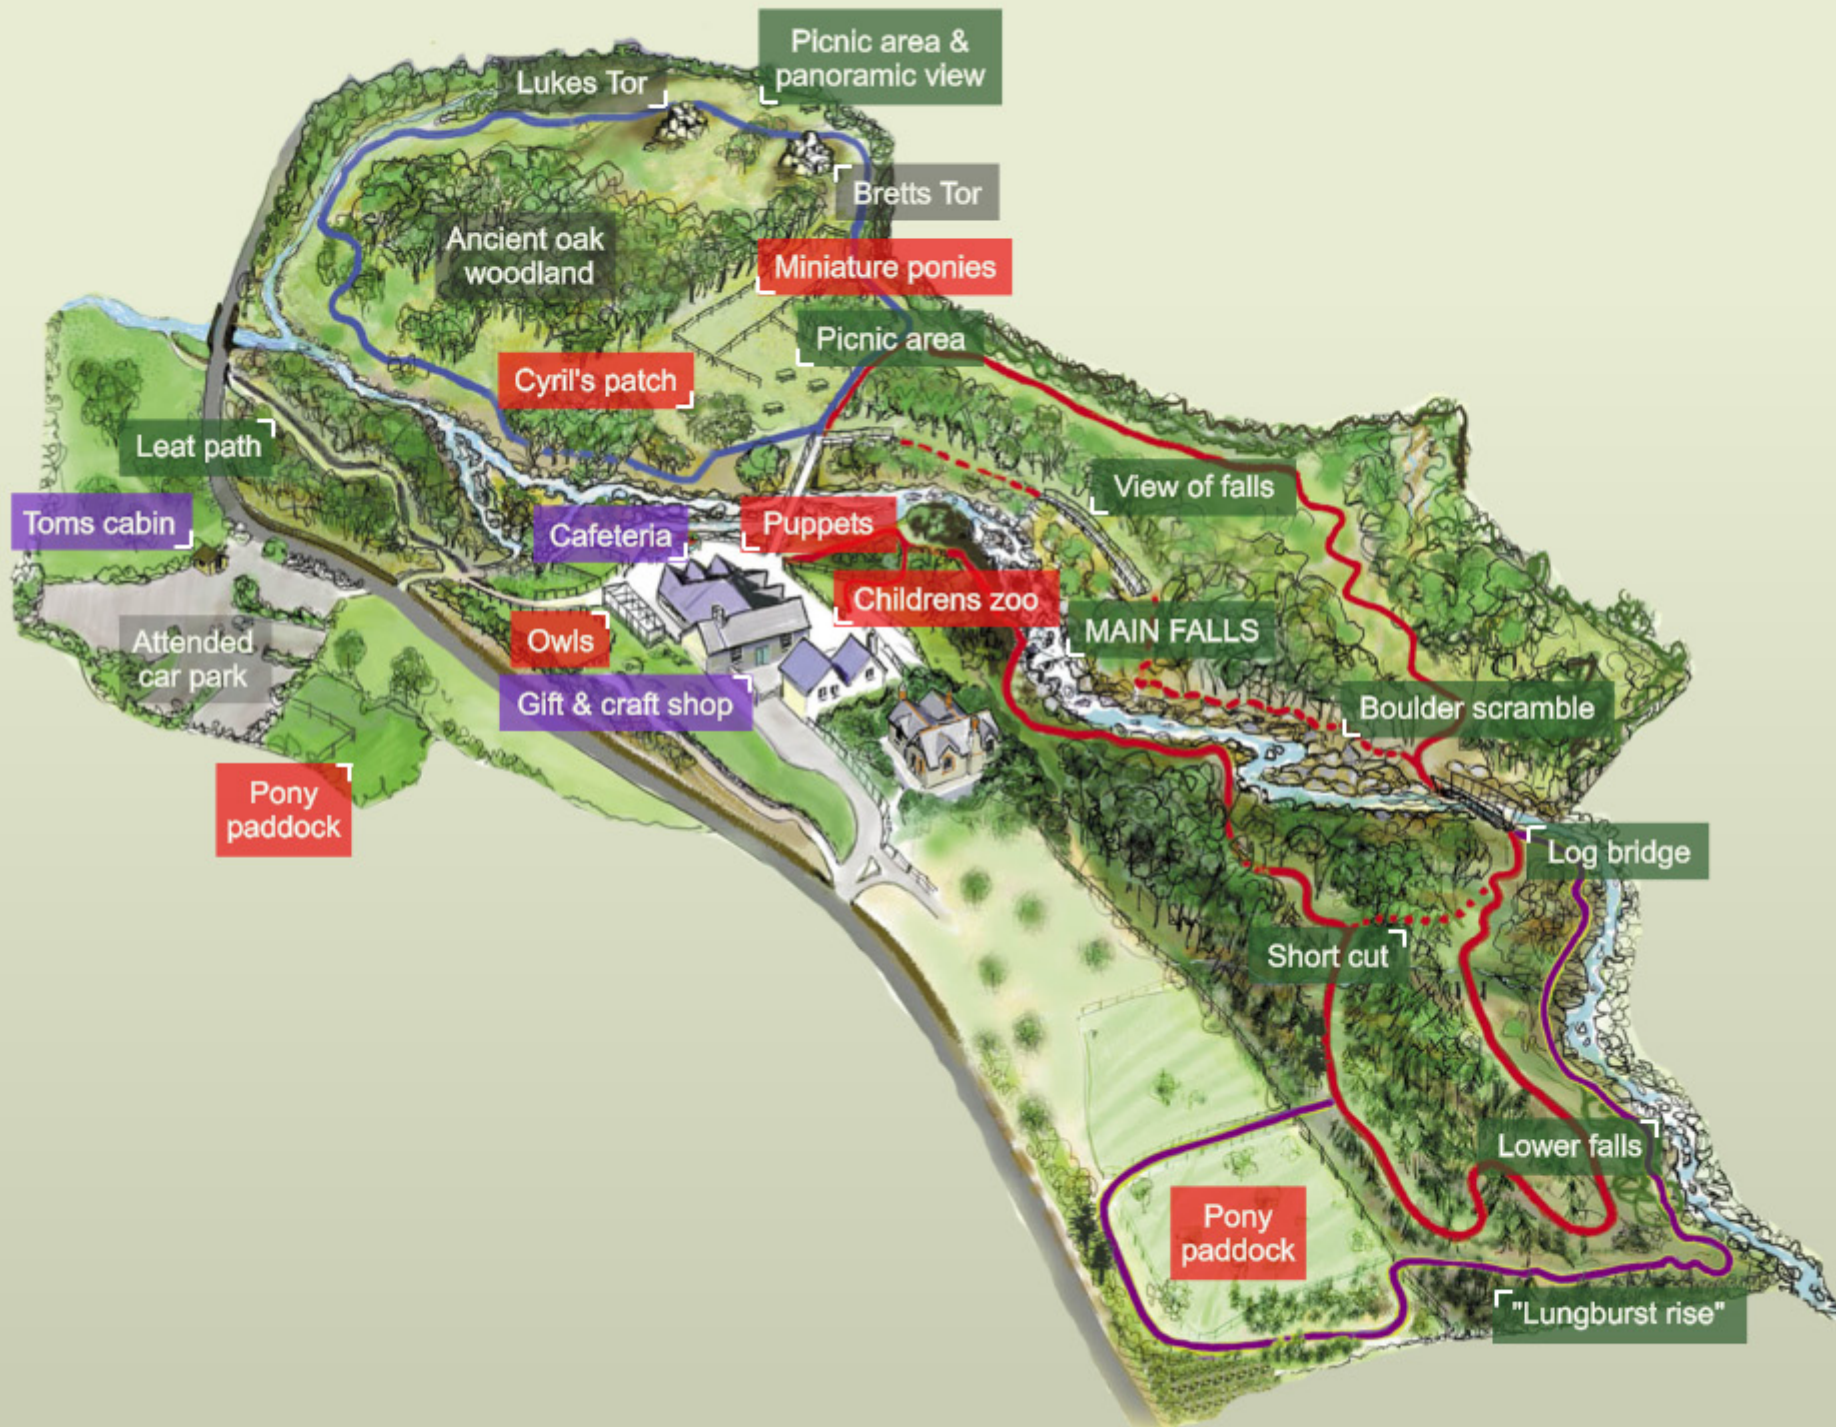 Picnic area &
panoramic view
Lukes Tor
Bretts Tor
Ancient oak
woodland
Miniature ponies
Picnic area
Cyril's patch
Leat path
View of falls
Toms cabin
Cafeteria
Puppets
Childrens zoo
MAIN FALLS
Owls
Attended
car park
Gift & craft shop
Boulder scramble
Pony
paddock
Log bridge
Short cut
Lower falls
Pony
paddock
"Lungburst rise"